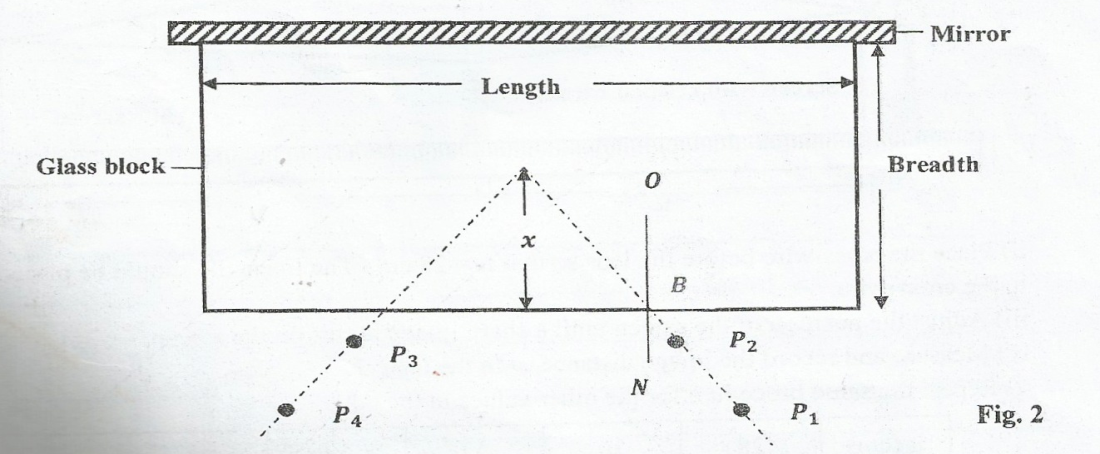 Mirror
Length
Glass block
Breadth
O
x
B
P3
P2
N
P4
P1
Fig. 2